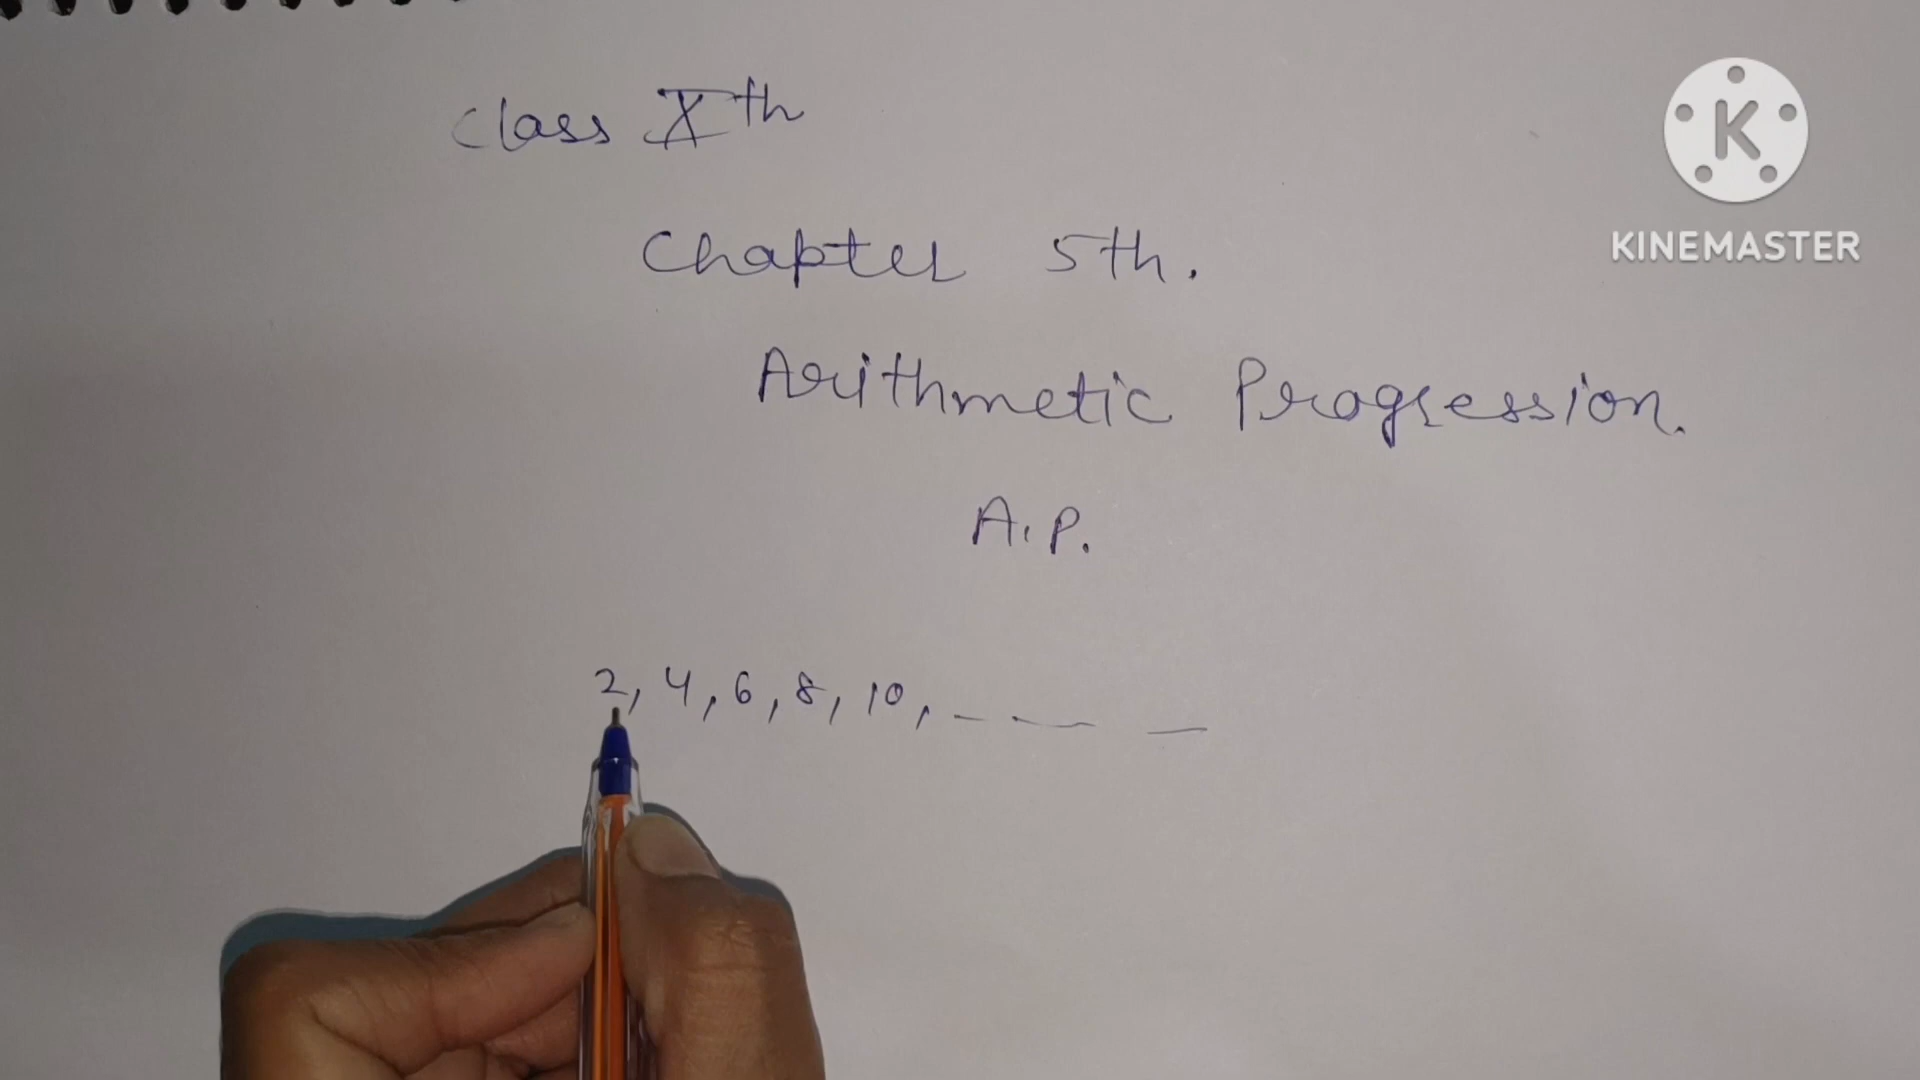 Class Xth
KINEMASTER
Chapter 5th.
Arithmetic Progression.
A.P.
2, 4, 6, 8, 10, _ _ _